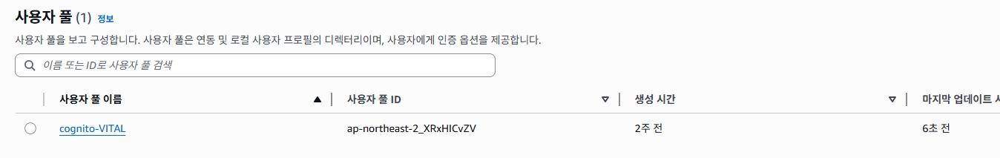 사용자 풀 (1) 정보
사용자 풀을 보고 구성합니다. 사용자 풀은 연동 및 로컬 사용자 프로필의 디렉터리이며, 사용자에게 인증 옵션을 제공합니다.
이름 또는 ID로 사용자 풀 검색
사용자 풀 이름 사용자 풀 ID 생성 시간 마지막 업데이트
cognito-VITAL ap-northeast-2_XRxHICvZV 2주 전 6초 전